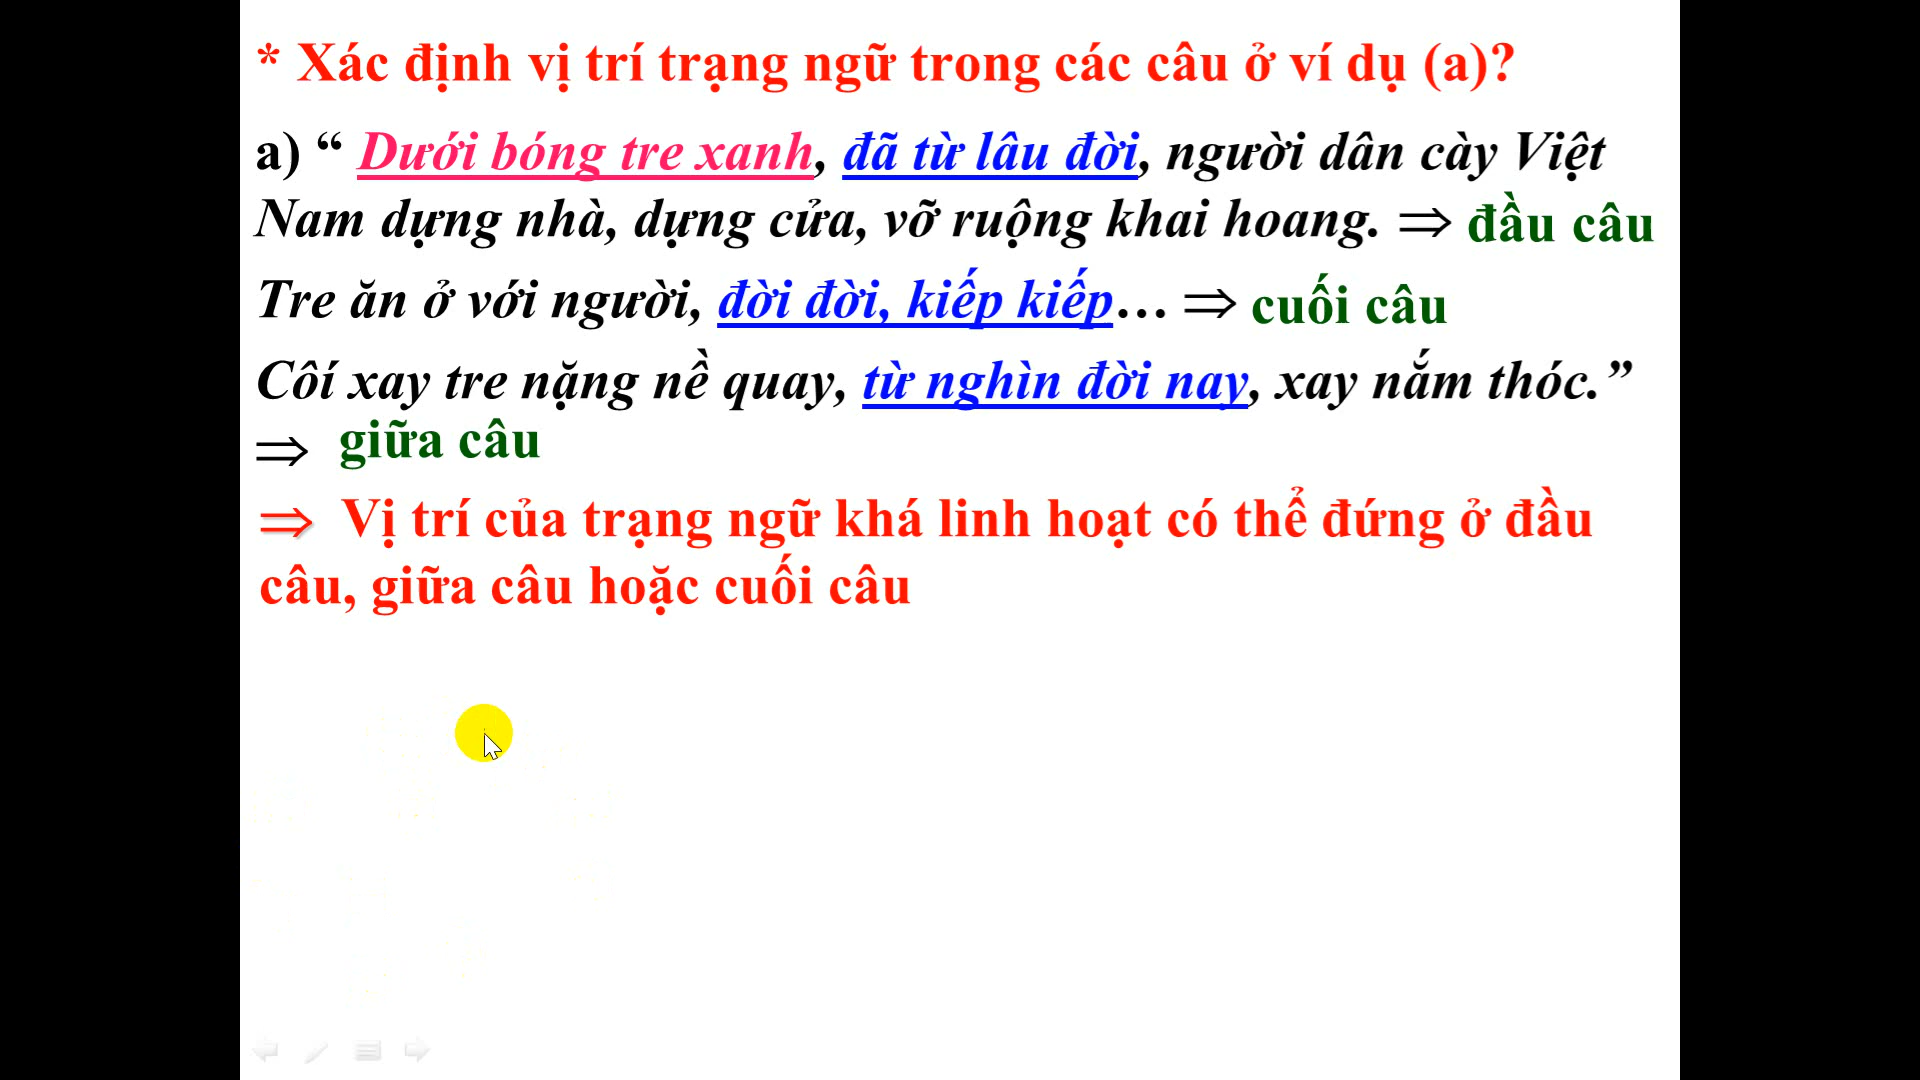 * Xác định vị trí trạng ngữ trong các câu ở ví dụ (a)?
a) “ Dưới bóng tre xanh, đã từ lâu đời, người dân cày Việt
Nam dựng nhà, dựng cửa, vỡ ruộng khai hoang. ⇒ đầu câu
Tre ăn ở với người, đời đời, kiếp kiếp… ⇒ cuối câu
Côí xay tre nặng nề quay, từ nghìn đời nay, xay nắm thóc.”
⇒ giữa câu
⇒ Vị trí của trạng ngữ khá linh hoạt có thể đứng ở đầu
câu, giữa câu hoặc cuối câu